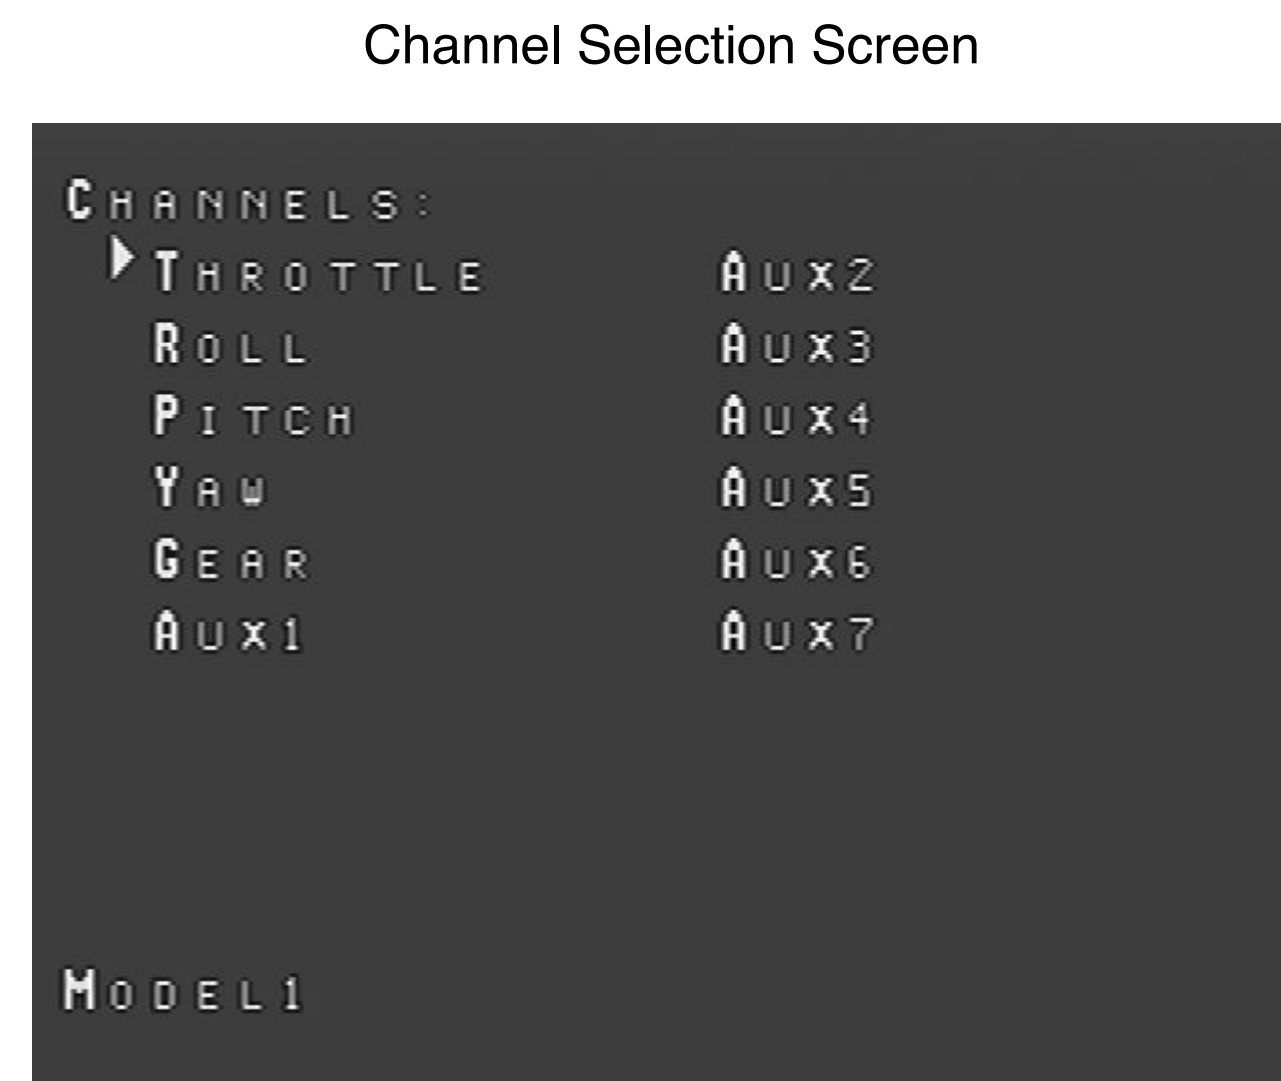 Channel Selection Screen
Channels:
Throttle Aux2
Roll Aux3
Pitch Aux4
Yaw Aux5
Gear Aux6
Aux1 Aux7
Model1